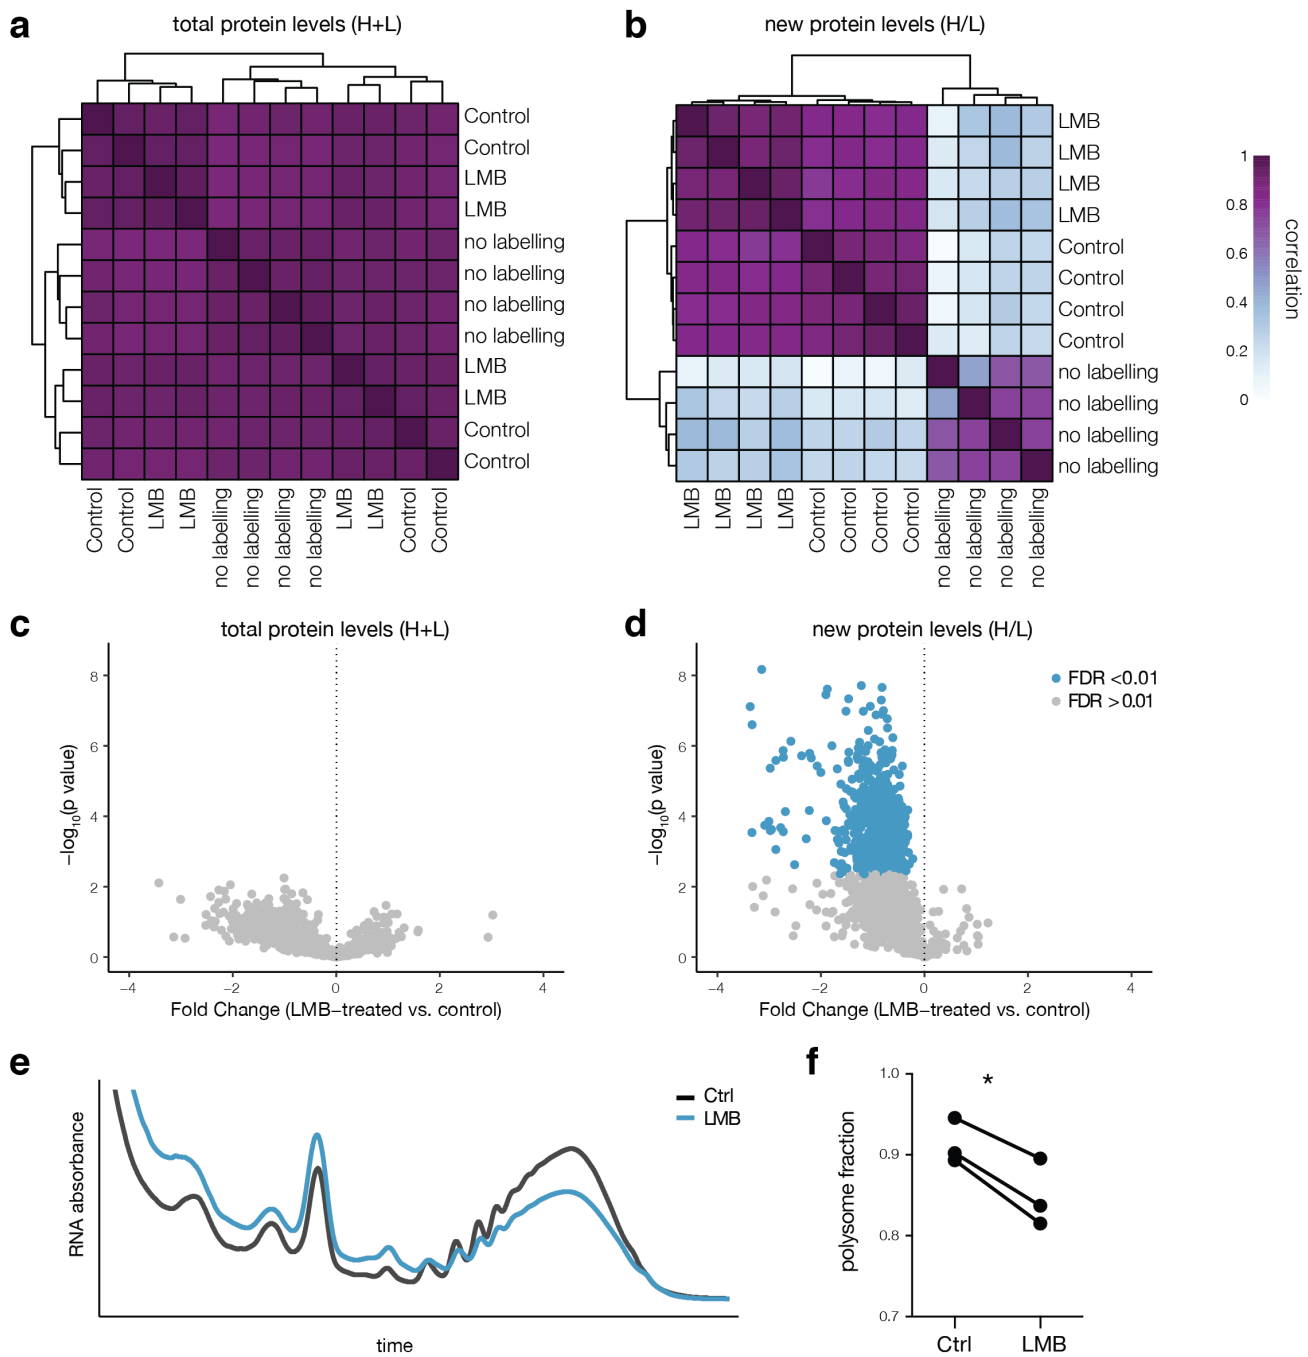 a
total protein levels (H+L)
Control
Control
LMB
LMB
no labelling
no labelling
no labelling
no labelling
LMB
LMB
Control
Control
Control
Control
LMB
LMB
no labelling
no labelling
no labelling
no labelling
LMB
LMB
Control
Control
b
new protein levels (H/L)
LMB
LMB
LMB
LMB
Control
Control
Control
Control
no labelling
no labelling
no labelling
no labelling
LMB
LMB
LMB
LMB
Control
Control
Control
Control
no labelling
no labelling
no labelling
no labelling
1
0.8
0.6
0.4
0.2
0
correlation
c
total protein levels (H+L)
8
6
4
2
0
−log10(p value)
−4
−2
0
2
4
Fold Change (LMB−treated vs. control)
d
new protein levels (H/L)
FDR <0.01
FDR >0.01
8
6
4
2
0
−log10(p value)
−4
−2
0
2
4
Fold Change (LMB−treated vs. control)
e
RNA absorbance
Ctrl
LMB
time
f
1.0
0.9
0.8
0.7
polysome fraction
*
Ctrl
LMB